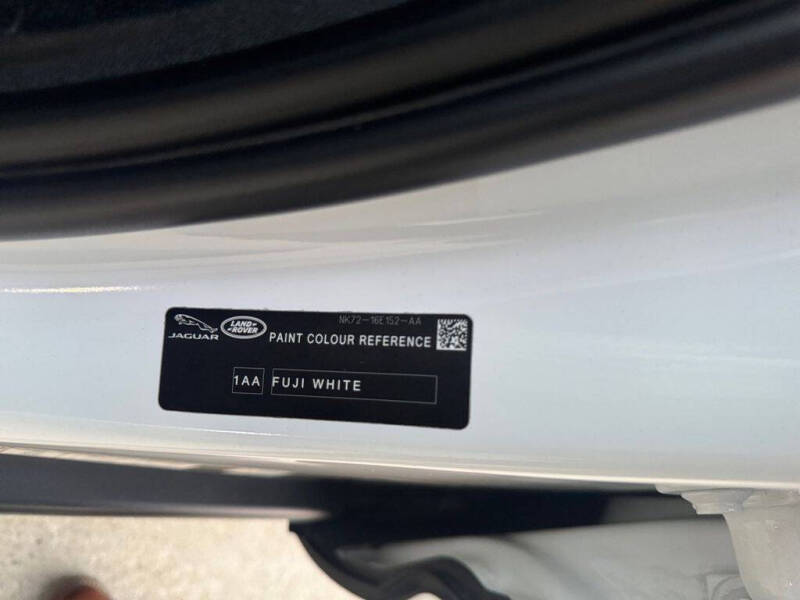 NK72-16E152-AA
JAGUAR
LAND ROVER
PAINT COLOUR REFERENCE
1AA FUJI WHITE